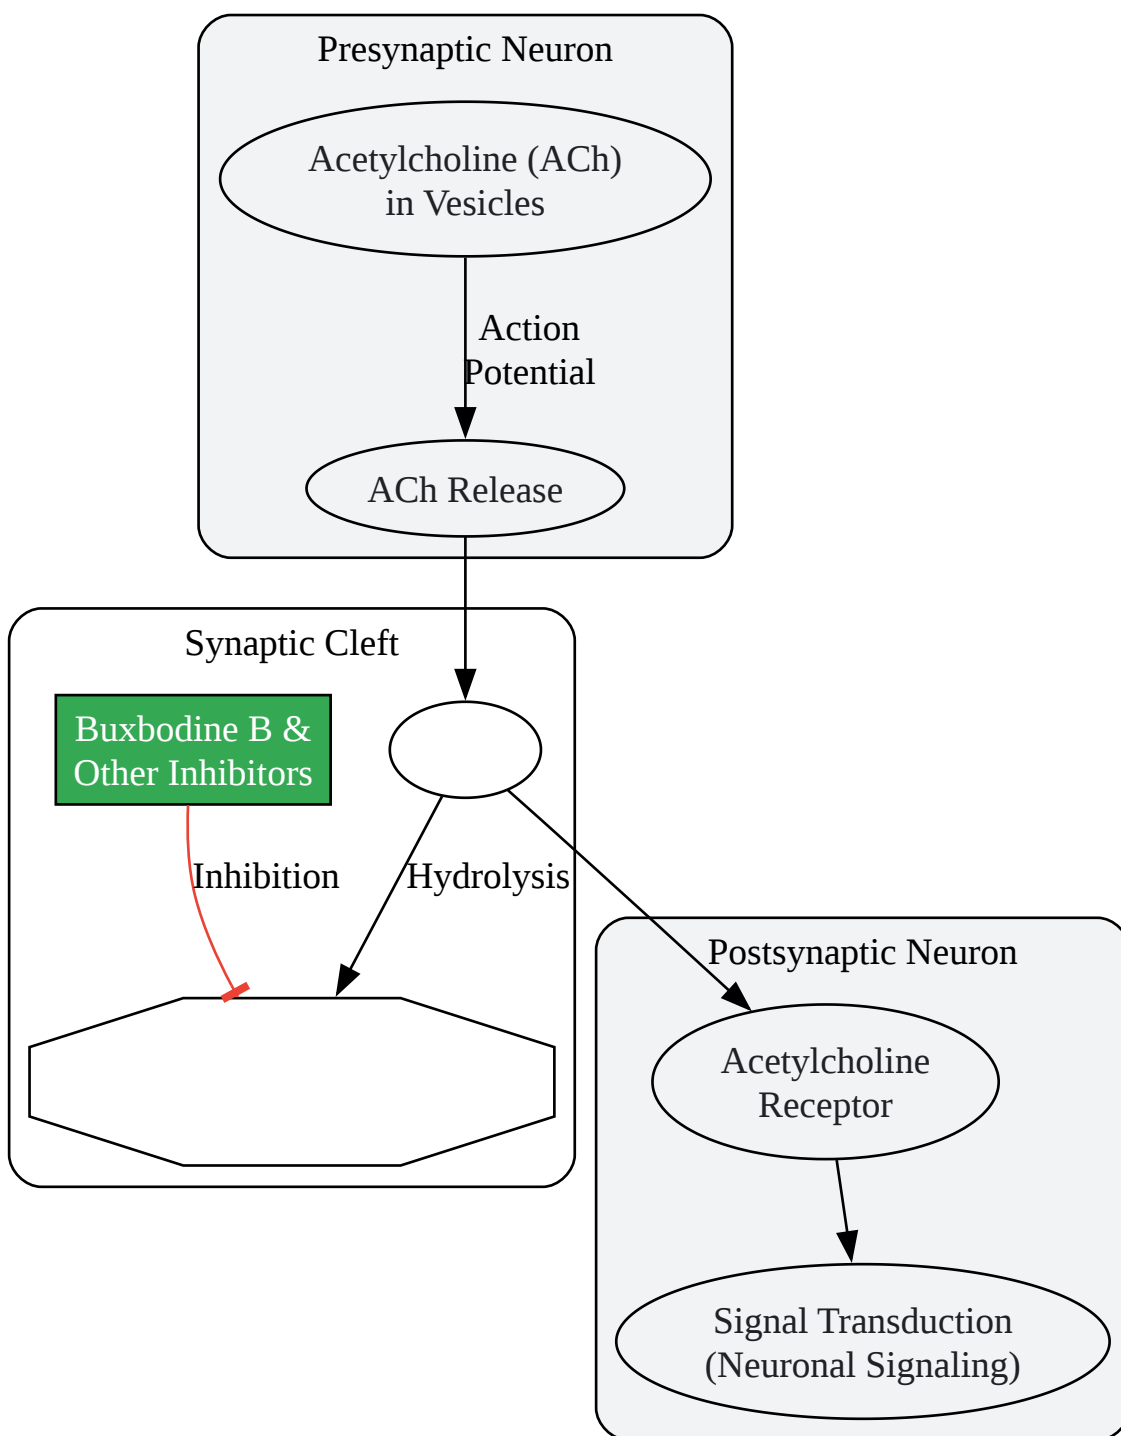 Presynaptic Neuron
Acetylcholine (ACh)
in Vesicles
Action
Potential
ACh Release
Synaptic Cleft
Buxbodine B &
Other Inhibitors
Inhibition
Hydrolysis
Postsynaptic Neuron
Acetylcholine
Receptor
Signal Transduction
(Neuronal Signaling)